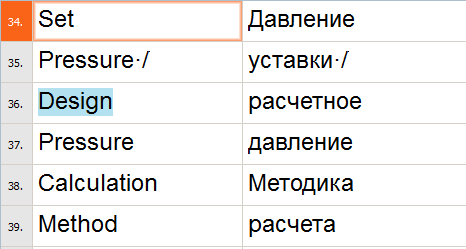 34. Set Давление
35. Pressure·/ уставки·/
36. Design расчетное
37. Pressure давление
38. Calculation Методика
39. Method расчета